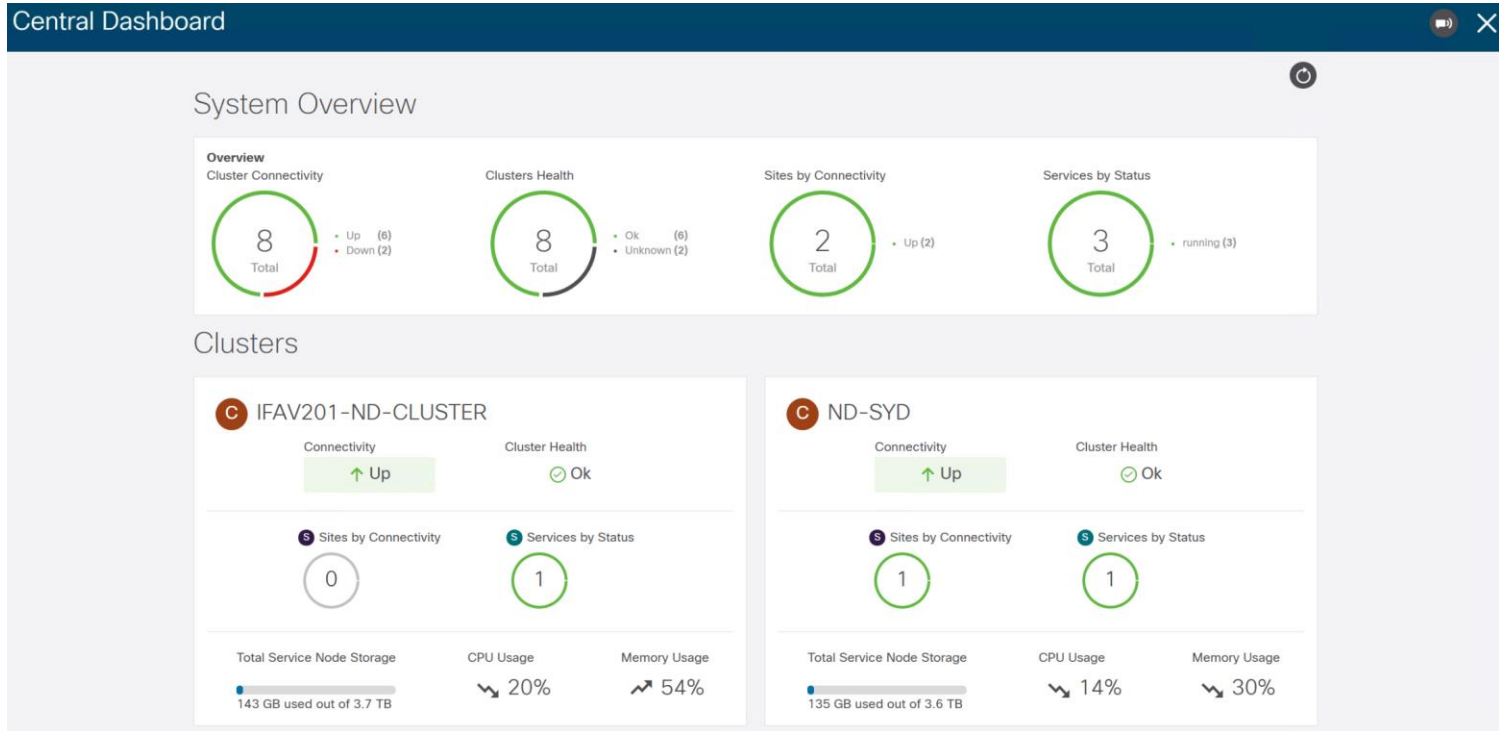 Central Dashboard
System Overview
Overview
Cluster Connectivity Clusters Health Sites by Connectivity Services by Status
8 Total
Up (6)
Down (2)
8 Total
Ok (6)
Unknown (2)
2 Total
Up (2)
3 Total
running (3)
Clusters
C IFAV201-ND-CLUSTER
Connectivity Cluster Health
Up Ok
S Sites by Connectivity S Services by Status
0 1
Total Service Node Storage CPU Usage Memory Usage
20% 54%
143 GB used out of 3.7 TB
C ND-SYD
Connectivity Cluster Health
Up Ok
S Sites by Connectivity S Services by Status
1 1
Total Service Node Storage CPU Usage Memory Usage
14% 30%
135 GB used out of 3.6 TB